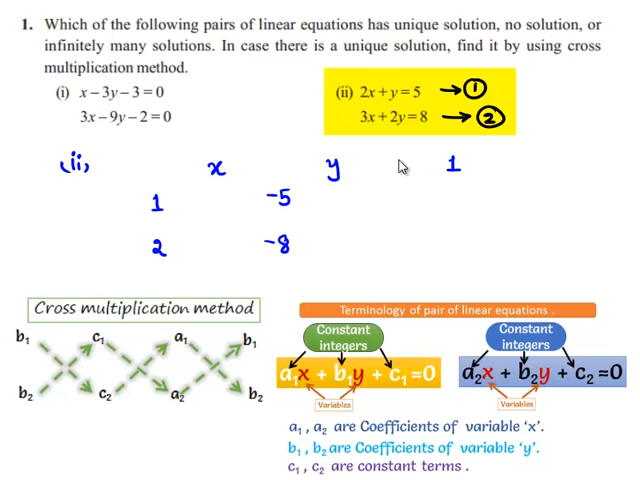 1. Which of the following pairs of linear equations has unique solution, no solution, or
infinitely many solutions. In case there is a unique solution, find it by using cross
multiplication method.
(i) x – 3y – 3 = 0
3x – 9y – 2 = 0
(ii) 2x + y = 5 → 1
3x + 2y = 8 → 2
(ii) x y 1
1 -5
2 -8
Cross multiplication method
b₁ c₁ a₁ b₁
b₂ c₂ a₂ b₂
Terminology of pair of linear equations .
Constant integers
a₁x + b₁y + c₁=0
Variables
Constant integers
a₂x + b₂y + c₂=0
Variables
a₁ , a₂ are Coefficients of variable 'x'.
b₁ , b₂ are Coefficients of variable 'y'.
c₁ , c₂ are constant terms .